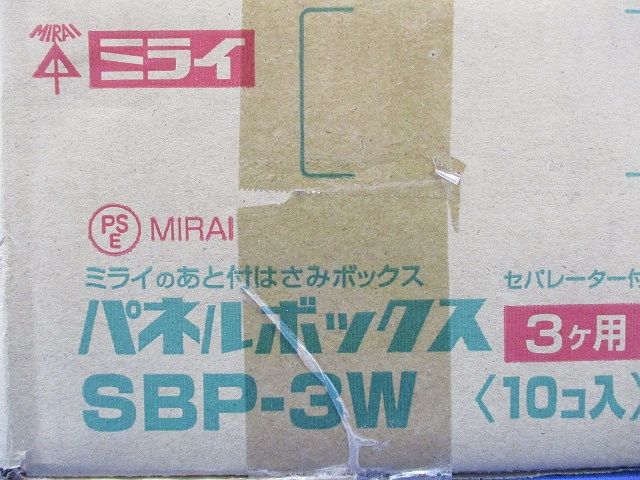 MIRAI
ミライ
PS
E
MIRAI
ミライのあと付はさみボックス
セパレーター付
パネルボックス
3ヶ用
SBP-3W
〈10コ入〉